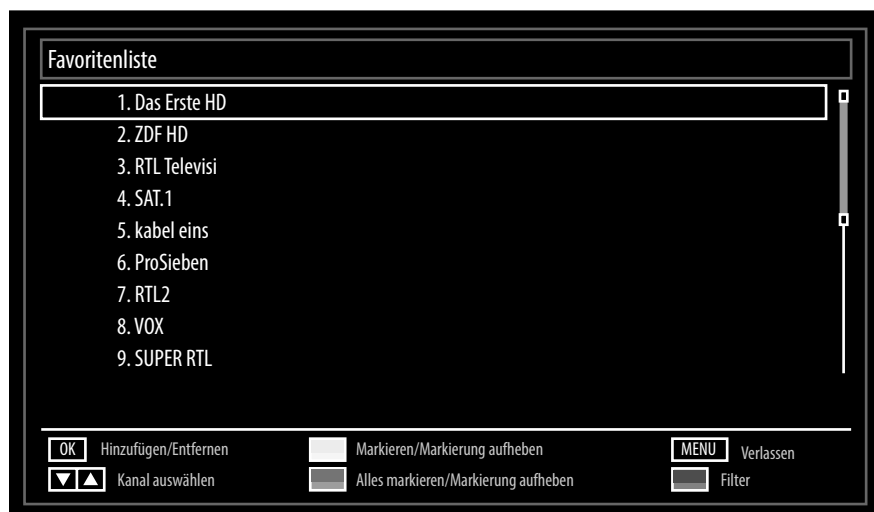 Favoritenliste
1. Das Erste HD
2. ZDF HD
3. RTL Televisi
4. SAT.1
5. kabel eins
6. ProSieben
7. RTL2
8. VOX
9. SUPER RTL
OK Hinzufügen/Entfernen Markieren/Markierung aufheben MENU Verlassen
Kanal auswählen Alles markieren/Markierung aufheben Filter